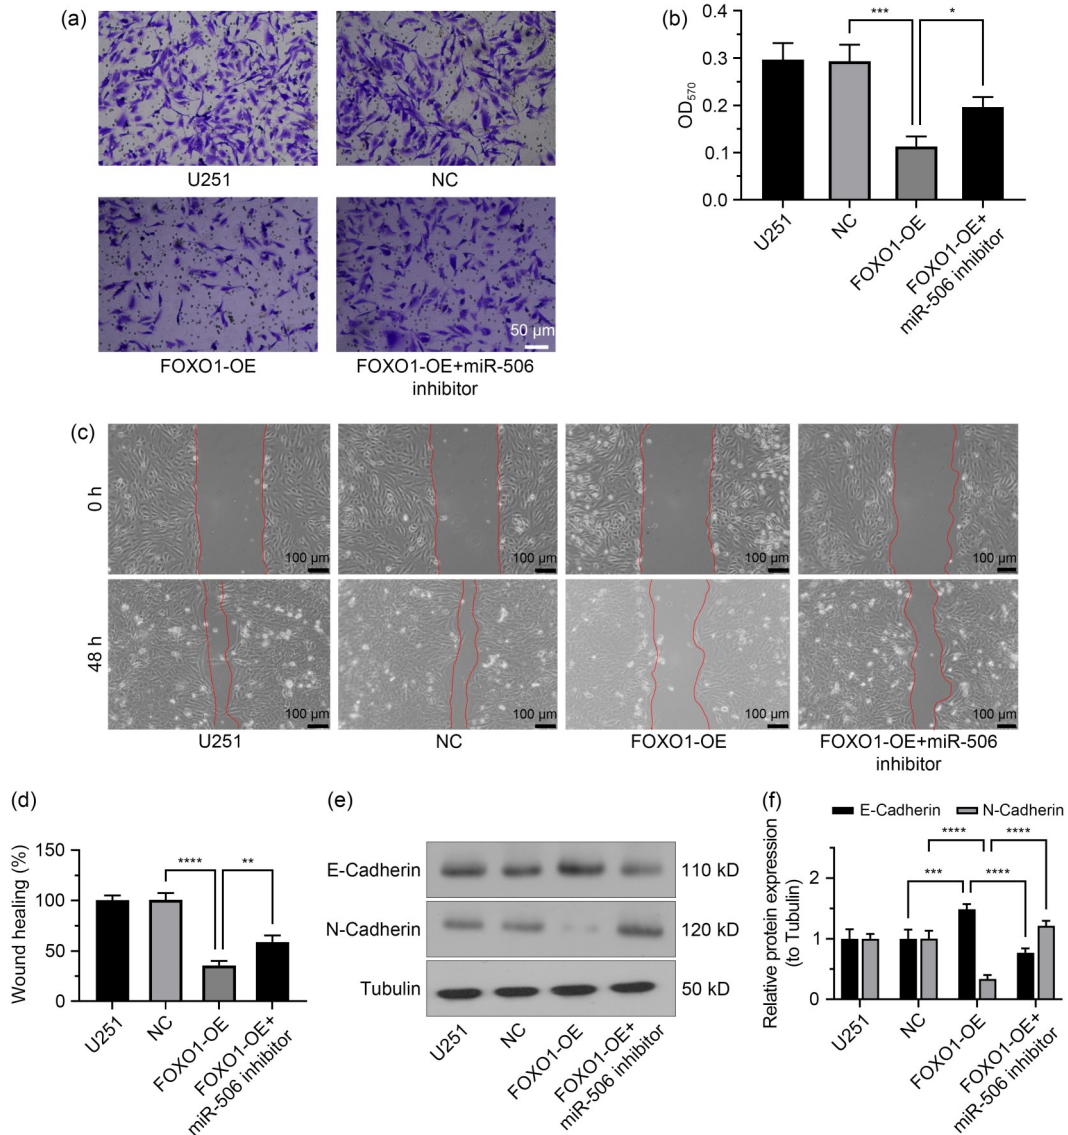 (a)
U251
NC
50 µm
FOXO1-OE
FOXO1-OE+miR-506
inhibitor
(b)
0.4
0.3
0.2
0.1
0.0
OD570
***
*
U251
NC
FOXO1-OE
FOXO1-OE+
miR-506 inhibitor
(c)
0 h
100 µm
100 µm
100 µm
100 µm
48 h
100 µm
100 µm
100 µm
100 µm
U251
NC
FOXO1-OE
FOXO1-OE+miR-506
inhibitor
(d)
Wound healing (%)
150
100
50
0
****
**
U251
NC
FOXO1-OE
FOXO1-OE+
miR-506 inhibitor
(e)
E-Cadherin
110 kD
N-Cadherin
120 kD
Tubulin
50 kD
U251
NC
FOXO1-OE
FOXO1-OE+
miR-506 inhibitor
(f)
E-Cadherin
N-Cadherin
Relative protein expression
(to Tubulin)
2
1
0
****
****
***
****
U251
NC
FOXO1-OE
FOXO1-OE+
miR-506 inhibitor